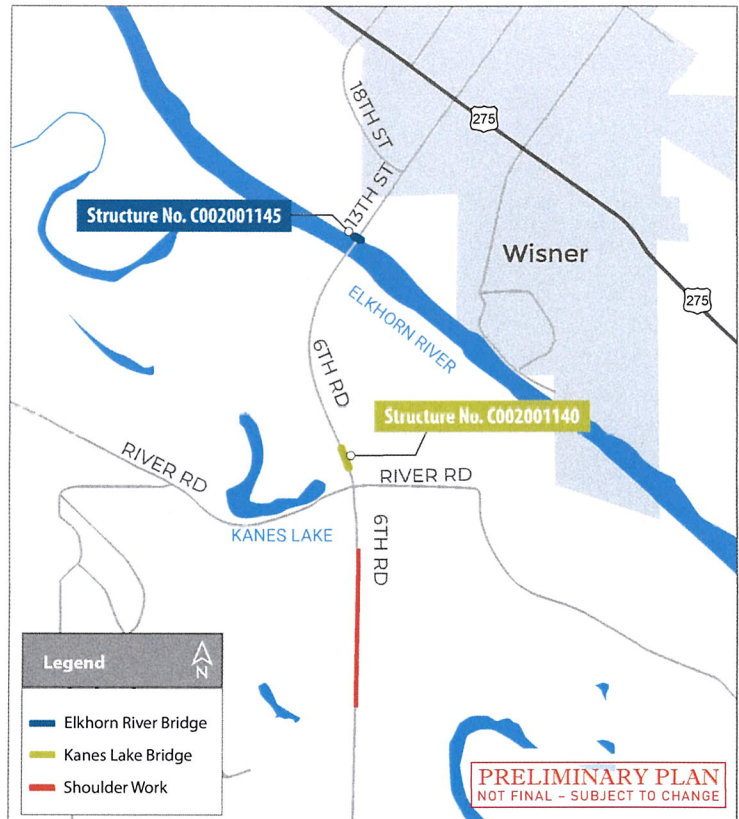 18TH ST
275
13TH ST
Structure No. C002001145
Wisner
275
ELKHORN RIVER
6TH RD
Structure No. C002001140
RIVER RD
RIVER RD
KANES LAKE
6TH RD
Legend
N
Elkhorn River Bridge
Kanes Lake Bridge
Shoulder Work
PRELIMINARY PLAN
NOT FINAL – SUBJECT TO CHANGE